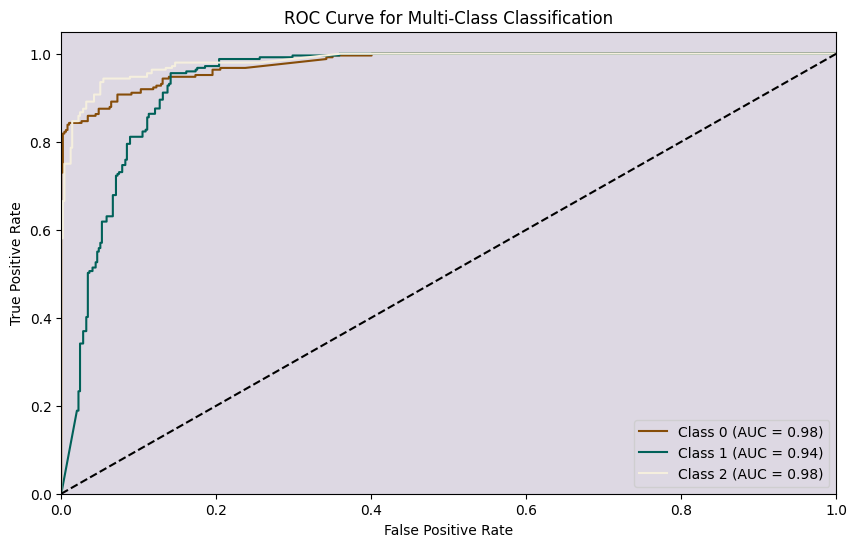 ROC Curve for Multi-Class Classification
1.0
0.8
0.6
0.4
0.2
0.0
True Positive Rate
Class 0 (AUC = 0.98)
Class 1 (AUC = 0.94)
Class 2 (AUC = 0.98)
0.0 0.2 0.4 0.6 0.8 1.0
False Positive Rate